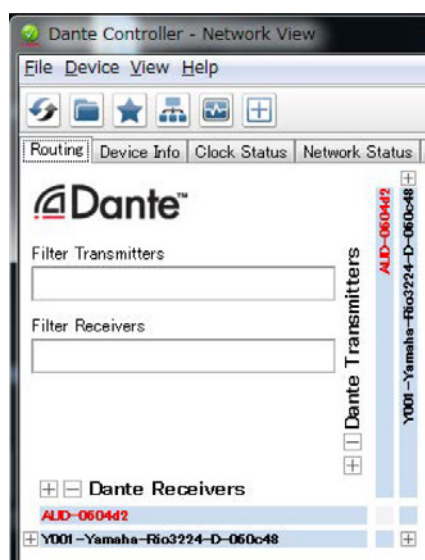 Dante Controller - Network View
File Device View Help
Routing Device Info Clock Status Network Status
Dante™
Filter Transmitters
Filter Receivers
Dante Transmitters
AUD-0604d2
Y001-Yamaha-Rio3224-D-060c48
Dante Receivers
AUD-0604d2
Y001-Yamaha-Rio3224-D-060c48